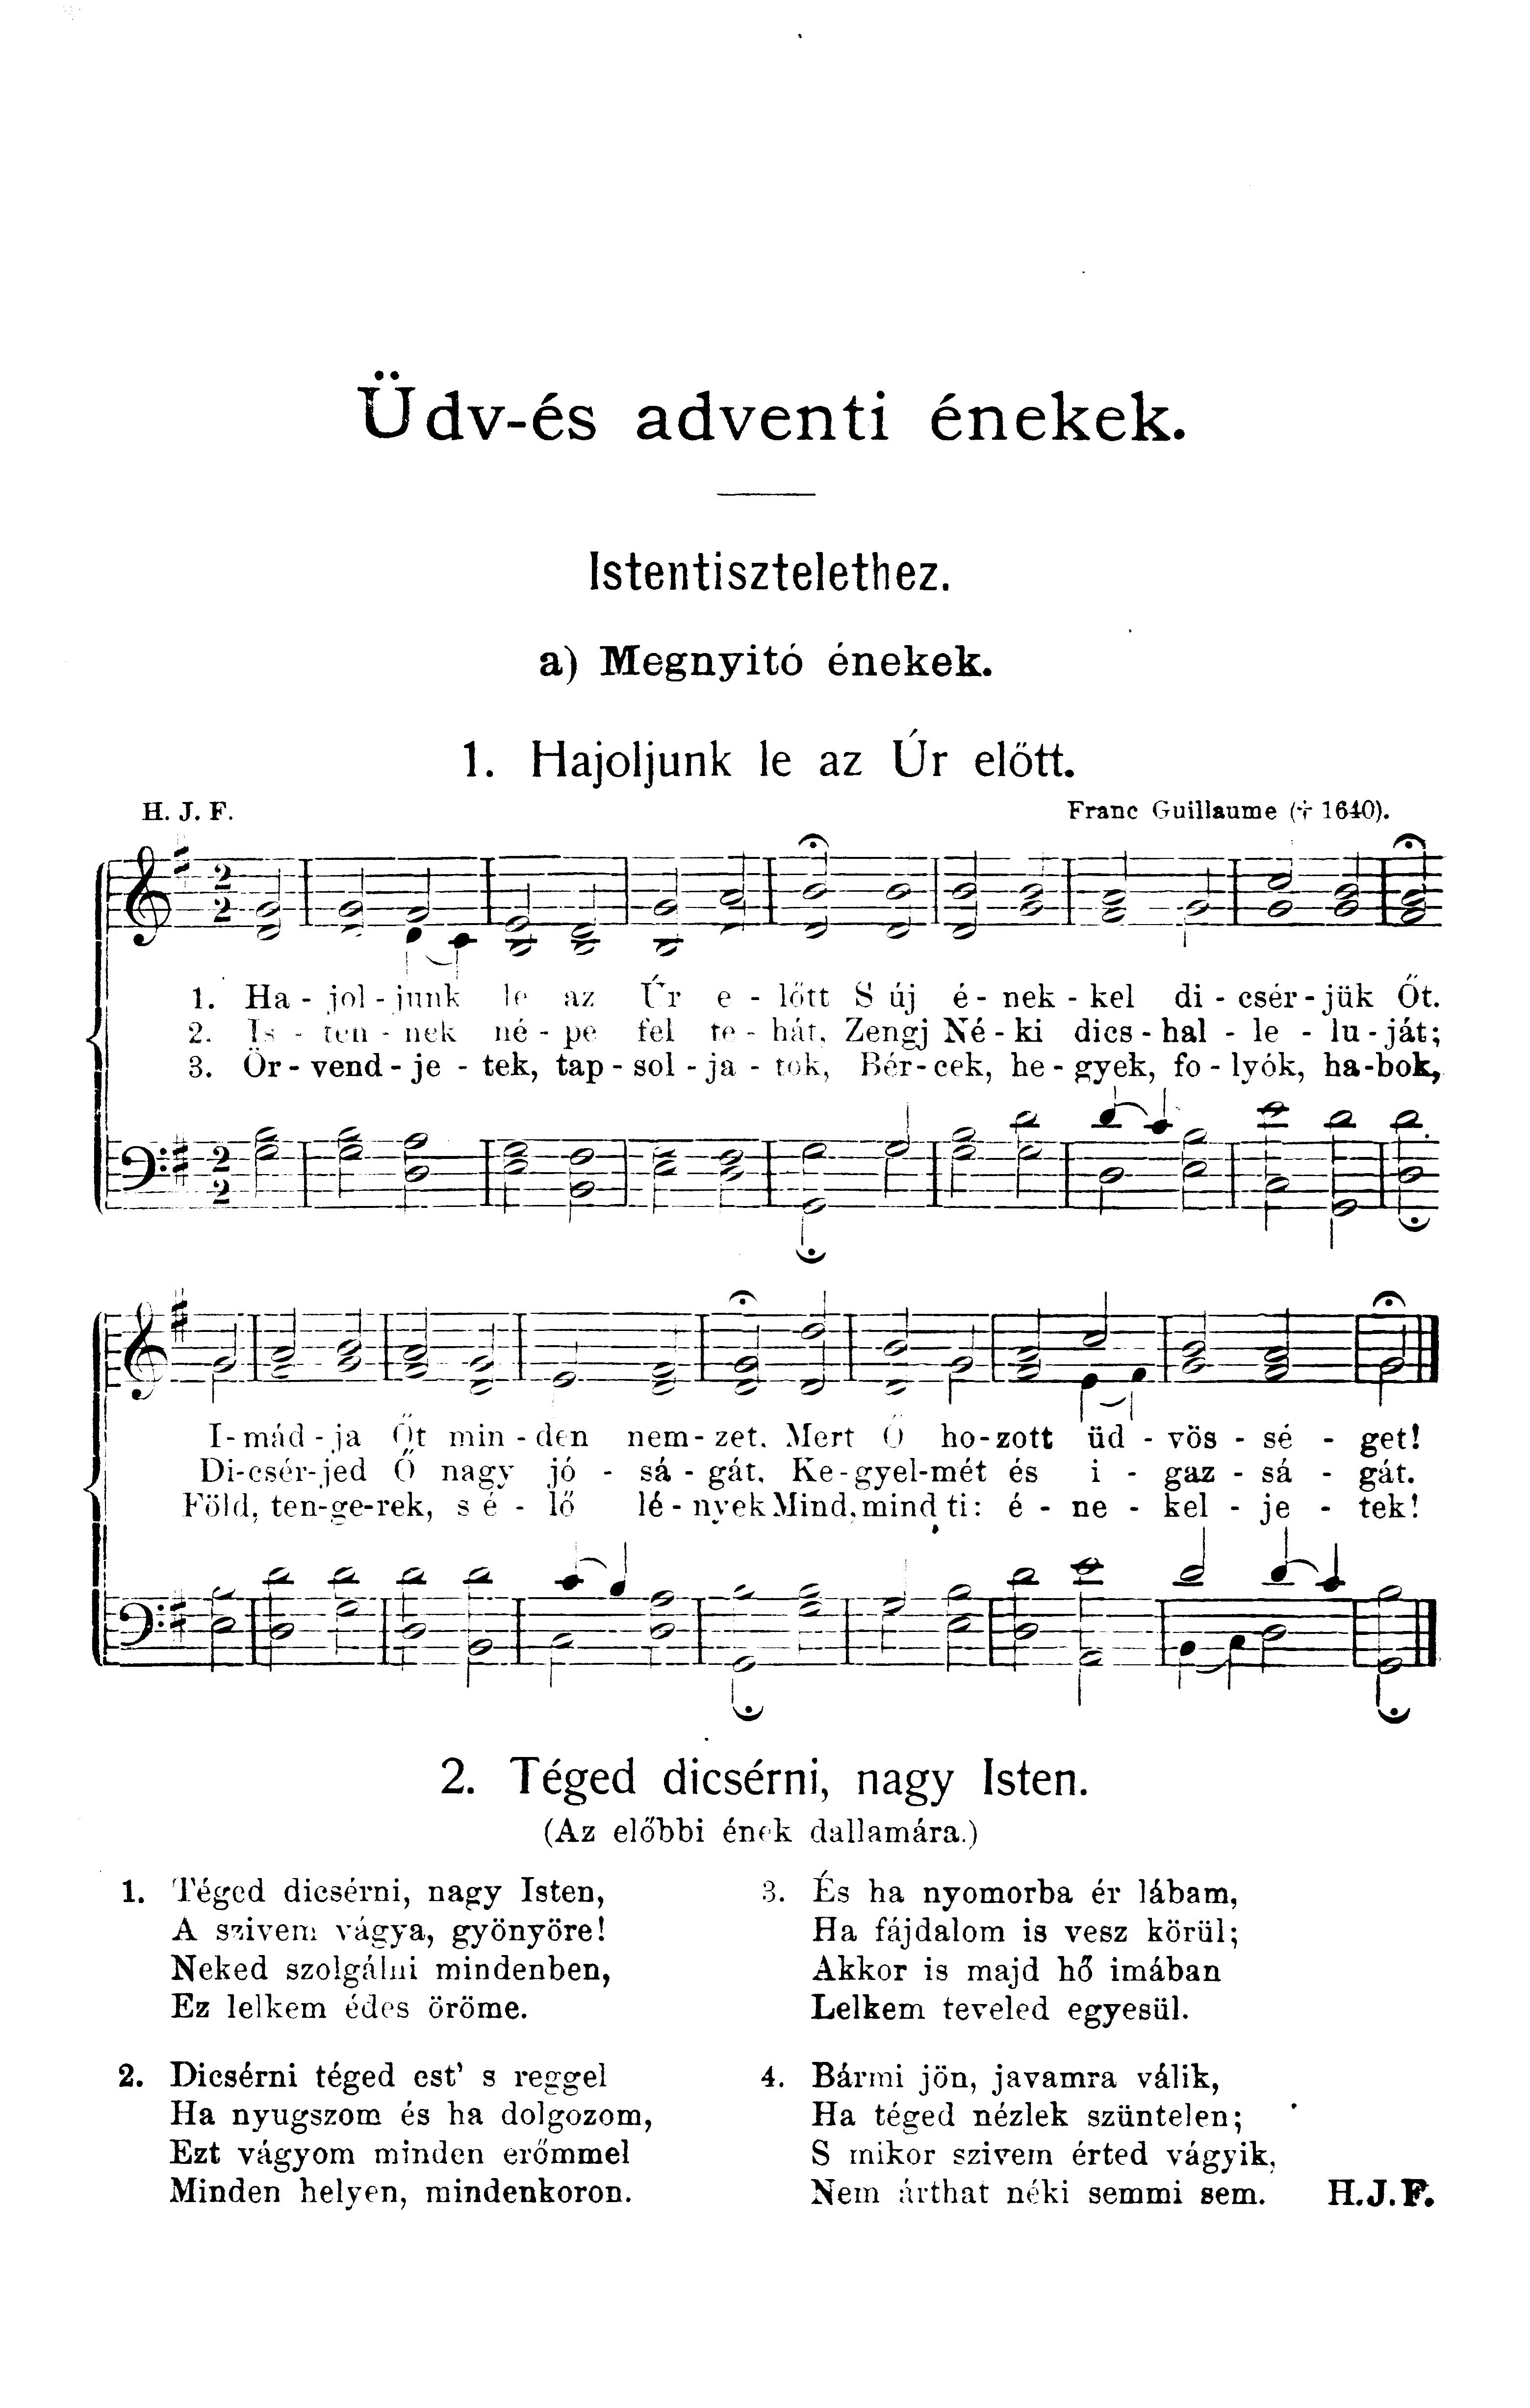 Üdv-és adventi énekek.
Istentisztelethez.
a) Megnyitó énekek.
1. Hajoljunk le az Úr előtt.
H. J. F.
Franc Guillaume († 1640).
1. Ha - jol - junk le az Úr e - lőtt S új é - nek - kel di - csér - jük Őt.
2. Is - ten - nek né - pe fel te - hát, Zengj Né - ki dics - hal - le - lu - ját;
3. Ör - vend - je - tek, tap - sol - ja - tok, Bér - cek, he - gyek, fo - lyók, ha-bok,
I - mád - ja Őt min - den nem - zet. Mert Ő ho-zott üd - vös - sé - get!
Di-csér-jed Ő nagy jó - sá - gát, Ke-gyel-mét és i - gaz - sá - gát.
Föld, ten-ge-rek, s é - lő lé - nyek Mind, mind ti: é - ne - kel - je - tek!
2. Téged dicsérni, nagy Isten.
(Az előbbi ének dallamára.)
1. Téged dicsérni, nagy Isten,
A szivem vágya, gyönyöre!
Neked szolgálni mindenben,
Ez lelkem édes öröme.
2. Dicsérni téged est' s reggel
Ha nyugszom és ha dolgozom,
Ezt vágyom minden erőmmel
Minden helyen, mindenkoron.
3. És ha nyomorba ér lábam,
Ha fájdalom is vesz körül;
Akkor is majd hő imában
Lelkem teveled egyesül.
4. Bármi jön, javamra válik,
Ha téged nézlek szüntelen;
S mikor szivem érted vágyik,
Nem árthat néki semmi sem.
H. J. F.